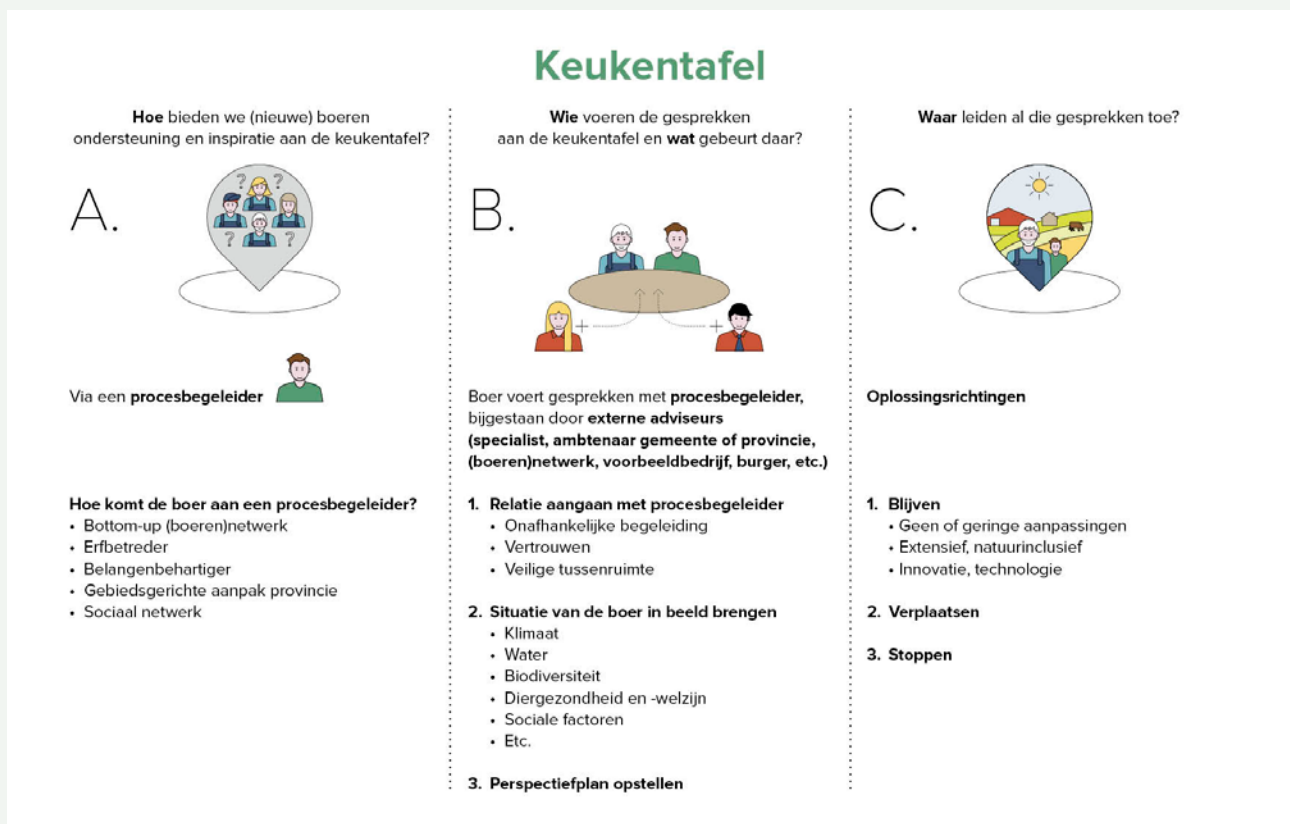 Keukentafel
Hoe bieden we (nieuwe) boeren
ondersteuning en inspiratie aan de keukentafel?
A.
? ?
? ?
Via een procesbegeleider
Hoe komt de boer aan een procesbegeleider?
• Bottom-up (boeren)netwerk
• Erfbetreder
• Belangenbehartiger
• Gebiedsgerichte aanpak provincie
• Sociaal netwerk
Wie voeren de gesprekken
aan de keukentafel en wat gebeurt daar?
B.
+ +
Boer voert gesprekken met procesbegeleider,
bijgestaan door externe adviseurs
(specialist, ambtenaar gemeente of provincie,
(boeren)netwerk, voorbeeldbedrijf, burger, etc.)
1. Relatie aangaan met procesbegeleider
• Onafhankelijke begeleiding
• Vertrouwen
• Veilige tussenruimte
2. Situatie van de boer in beeld brengen
• Klimaat
• Water
• Biodiversiteit
• Diergezondheid en -welzijn
• Sociale factoren
• Etc.
3. Perspectiefplan opstellen
Waar leiden al die gesprekken toe?
C.
Oplossingsrichtingen
1. Blijven
• Geen of geringe aanpassingen
• Extensief, natuurinclusief
• Innovatie, technologie
2. Verplaatsen
3. Stoppen